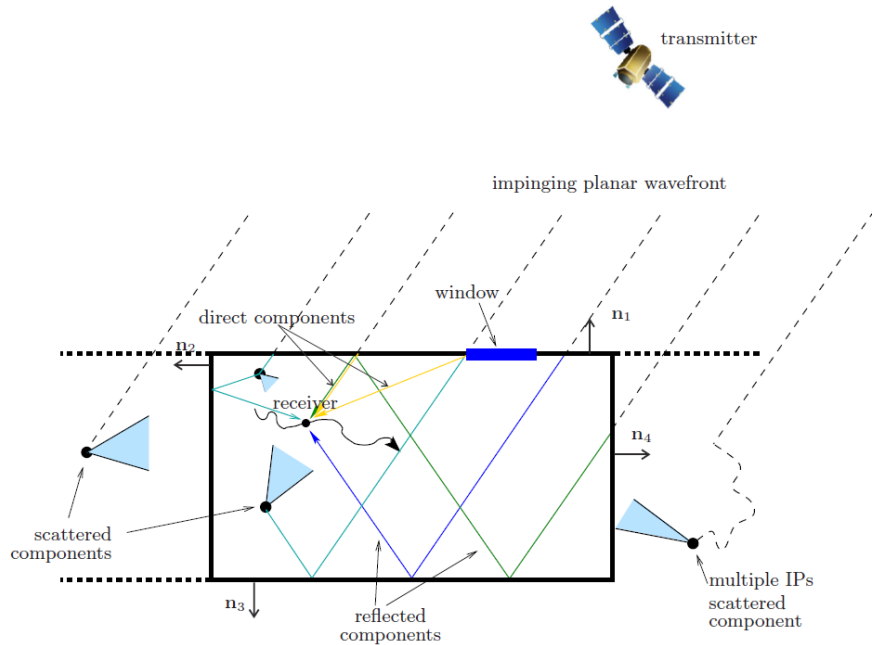 transmitter
impinging planar wavefront
window
n₁
direct components
n₂
receiver
n₄
scattered
components
multiple IPs
scattered
component
n₃
reflected
components